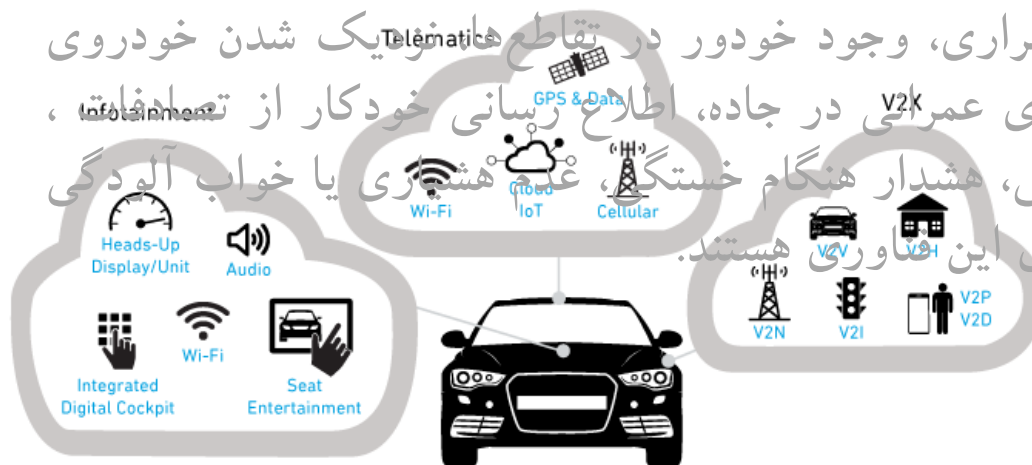 وجود خودور در تقاطع ها، نزدیک شدن خودروی
عمرانی در جاده، اطلاع رسانی خودکار از تصادفات ،
هشدار هنگام خستگی، عدم هشیاری یا خواب آلودگی
این فناوری هستند.
Telematics
GPS & Data
Wi-Fi
Cloud
IoT
Cellular
Infotainment
Heads-Up
Display/Unit
Audio
Wi-Fi
Integrated
Digital Cockpit
Seat
Entertainment
V2X
V2V
V2H
V2N
V2I
V2P
V2D